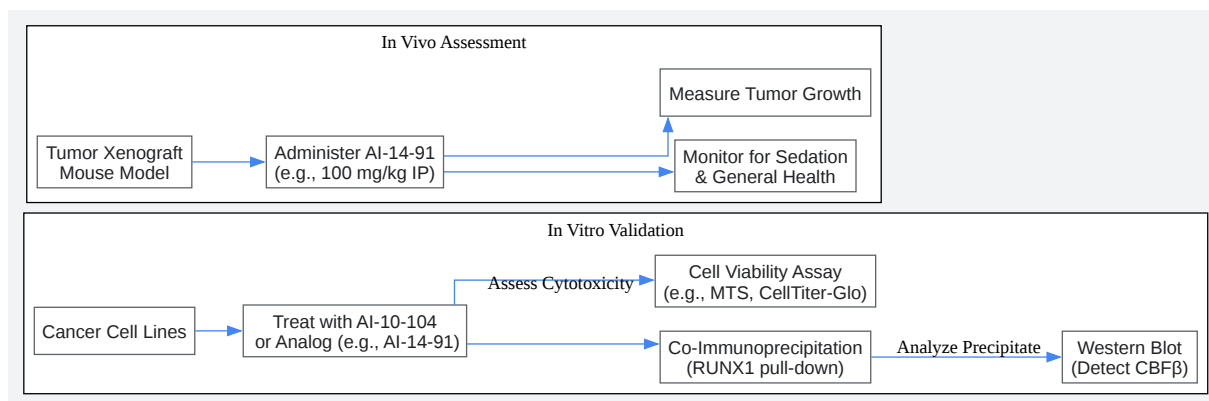 In Vivo Assessment
Measure Tumor Growth
Tumor Xenograft
Mouse Model
Administer AI-14-91
(e.g., 100 mg/kg IP)
Monitor for Sedation
& General Health
In Vitro Validation
Assess Cytotoxicity
Cell Viability Assay
(e.g., MTS, CellTiter-Glo)
Cancer Cell Lines
Treat with AI-10-104
or Analog (e.g., AI-14-91)
Co-Immunoprecipitation
(RUNX1 pull-down)
Analyze Precipitate
Western Blot
(Detect CBFβ)